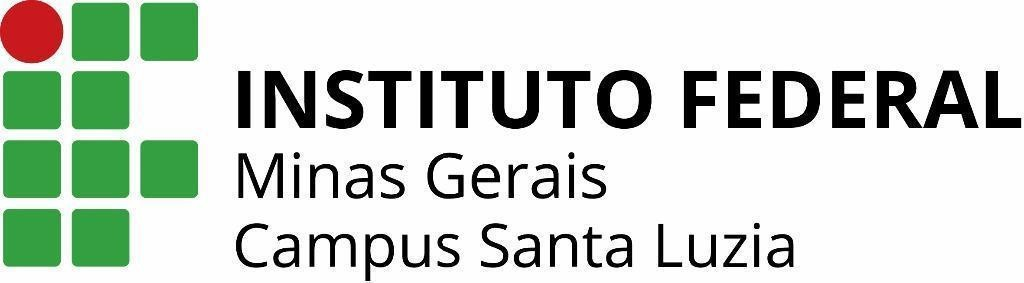 INSTITUTO FEDERAL
Minas Gerais
Campus Santa Luzia